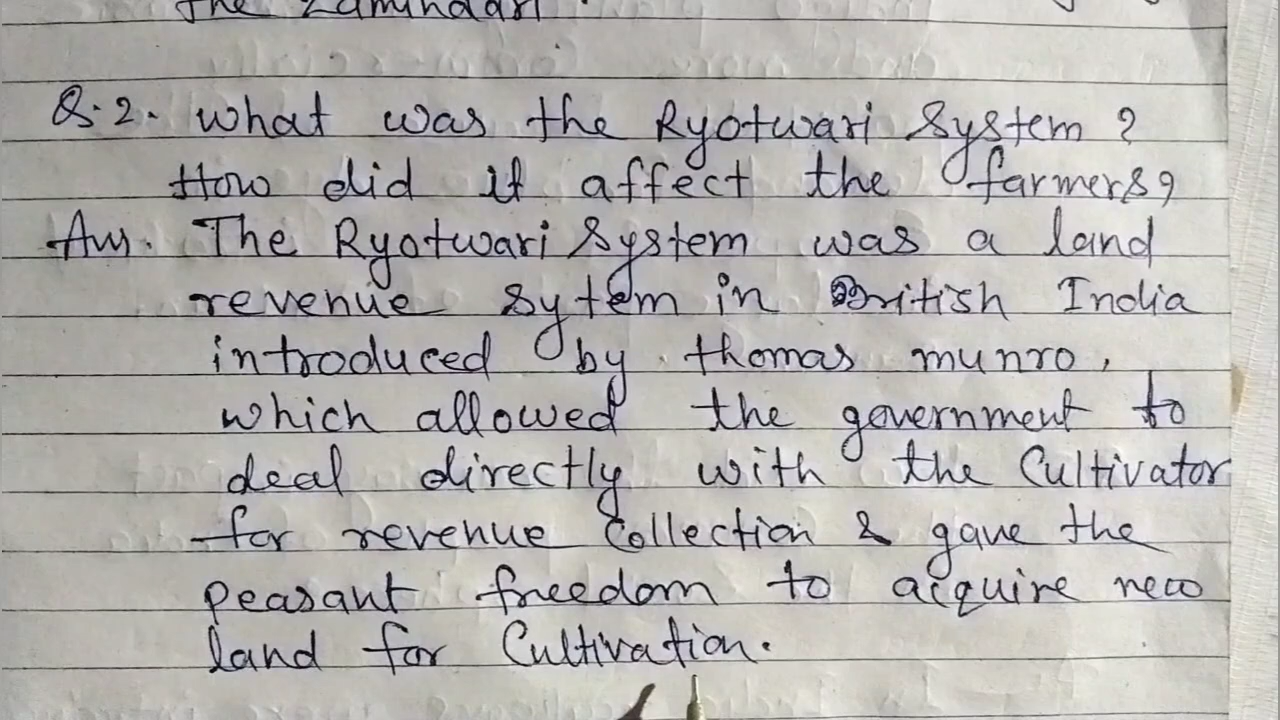 the Zamindari.
Q.2. What was the Ryotwari System ?
How did it affect the farmers?
Ans. The Ryotwari System was a land
revenue sytem in British India
introduced by thomas munro,
which allowed the government to
deal directly with the Cultivator
for revenue Collection & gave the
peasant freedom to acquire new
land for Cultivation.